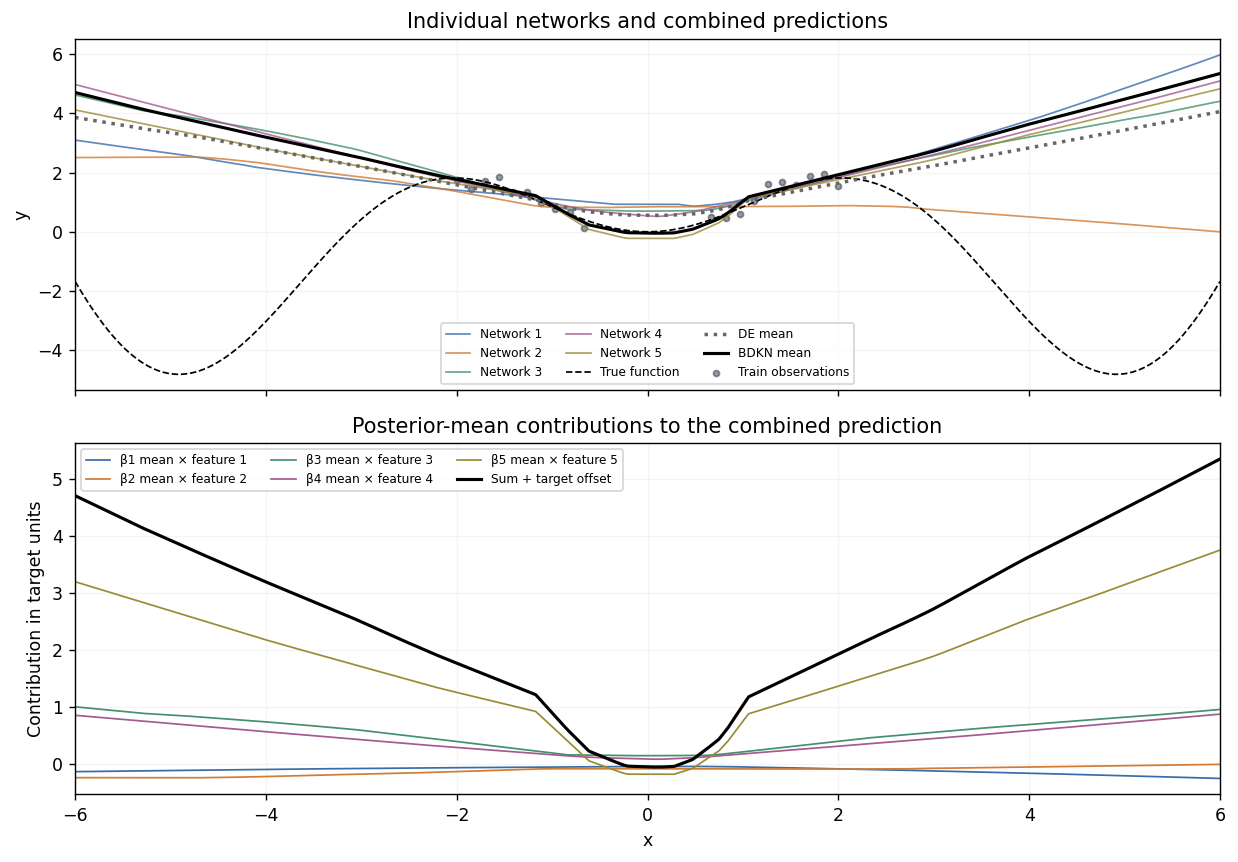 Individual networks and combined predictions
6
4
2
0
−2
−4
y
Network 1
Network 2
Network 3
Network 4
Network 5
True function
DE mean
BDKN mean
Train observations
Posterior-mean contributions to the combined prediction
β1 mean × feature 1
β2 mean × feature 2
β3 mean × feature 3
β4 mean × feature 4
β5 mean × feature 5
Sum + target offset
5
4
3
2
1
0
Contribution in target units
−6
−4
−2
0
2
4
6
x